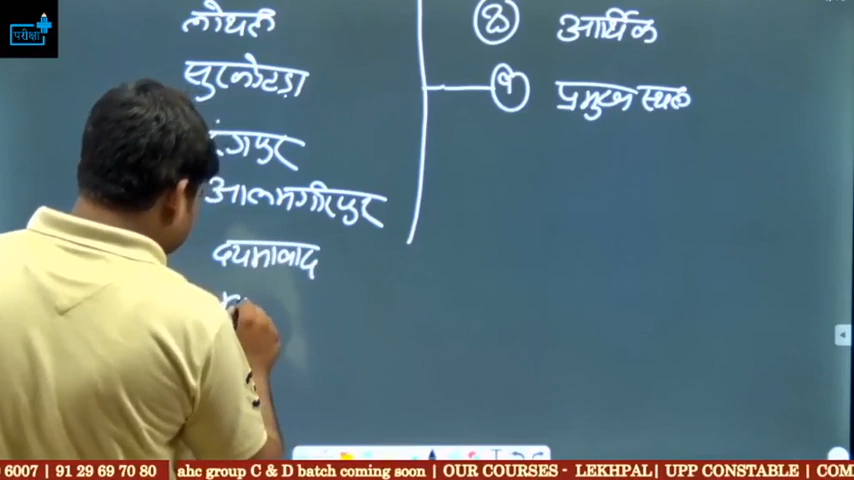 परीक्षा
लोथल
सुरकोटड़ा
रंगपुर
आलमगीरपुर
दयमाबाद
8 आर्थिक
9 प्रमुख स्थल
6007 | 91 29 69 70 80 ahc group C & D batch coming soon | OUR COURSES - LEKHPAL| UPP CONSTABLE | COM